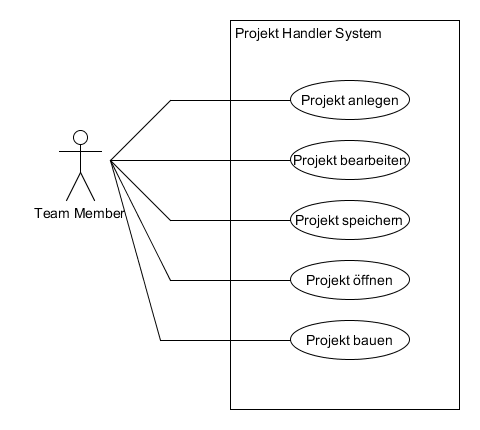 Projekt Handler System
Projekt anlegen
Projekt bearbeiten
Team Member
Projekt speichern
Projekt öffnen
Projekt bauen